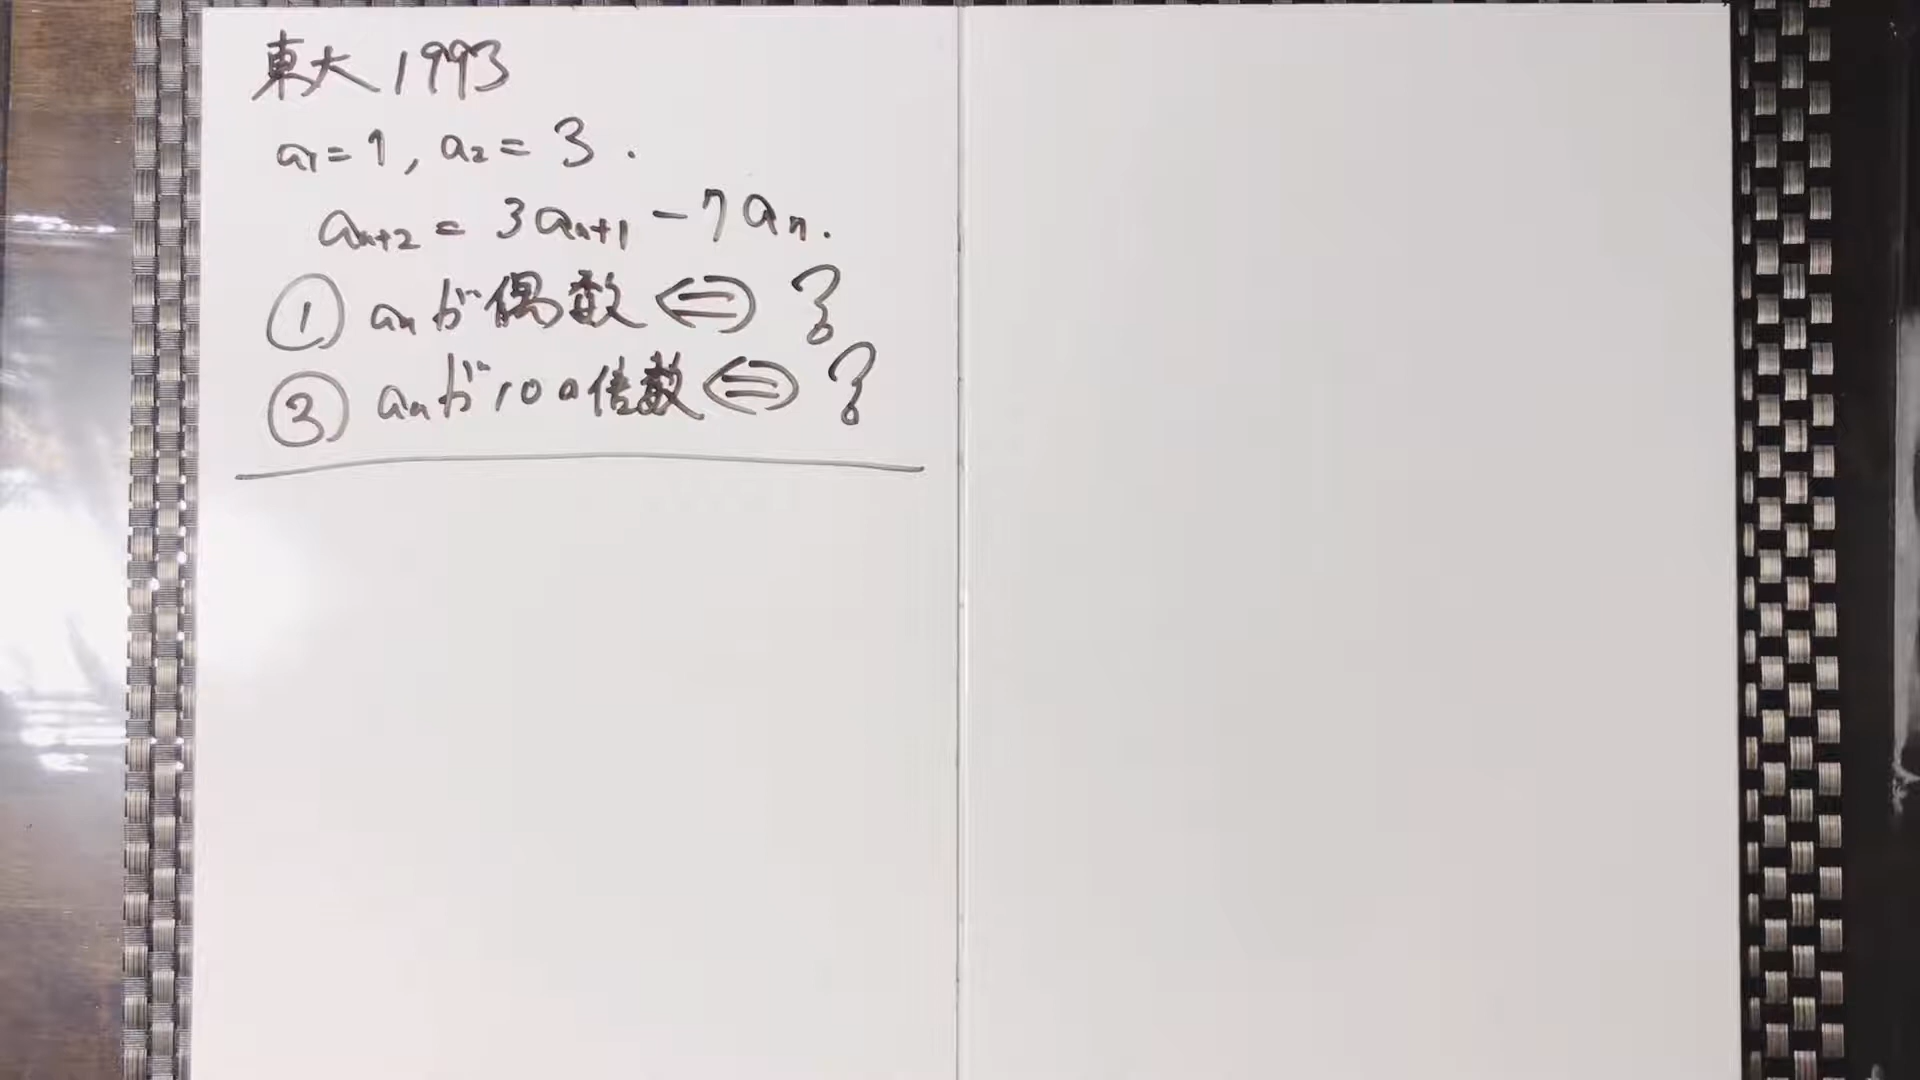 東大1993
a₁=1, a₂=3.
aₙ₊₂=3aₙ₊₁-7aₙ.
① aₙが偶数⇔?
② aₙが10の倍数⇔?